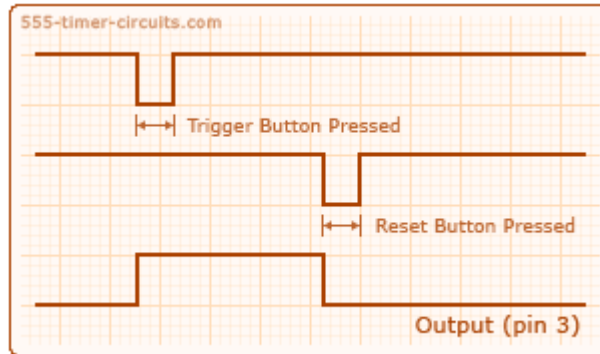 555-timer-circuits.com
Trigger Button Pressed
Reset Button Pressed
Output (pin 3)